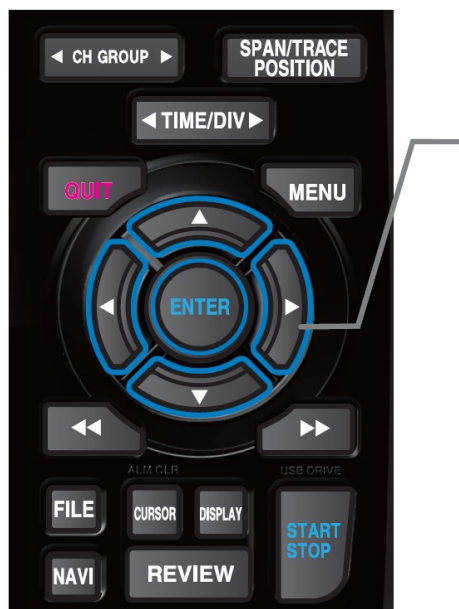 ◀ CH GROUP ▶
SPAN/TRACE
POSITION
◀ TIME/DIV ▶
QUIT
MENU
ENTER
ALM CLR
USB DRIVE
FILE
CURSOR
DISPLAY
START
STOP
NAVI
REVIEW